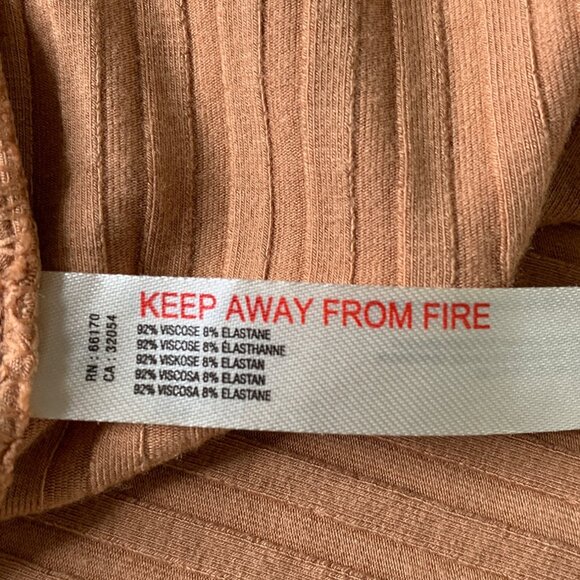 RN : 66170
CA : 32054
KEEP AWAY FROM FIRE
92% VISCOSE 8% ELASTANE
92% VISCOSE 8% ÉLASTHANNE
92% VISKOSE 8% ELASTAN
92% VISCOSA 8% ELASTAN
92% VISCOSA 8% ELASTANE